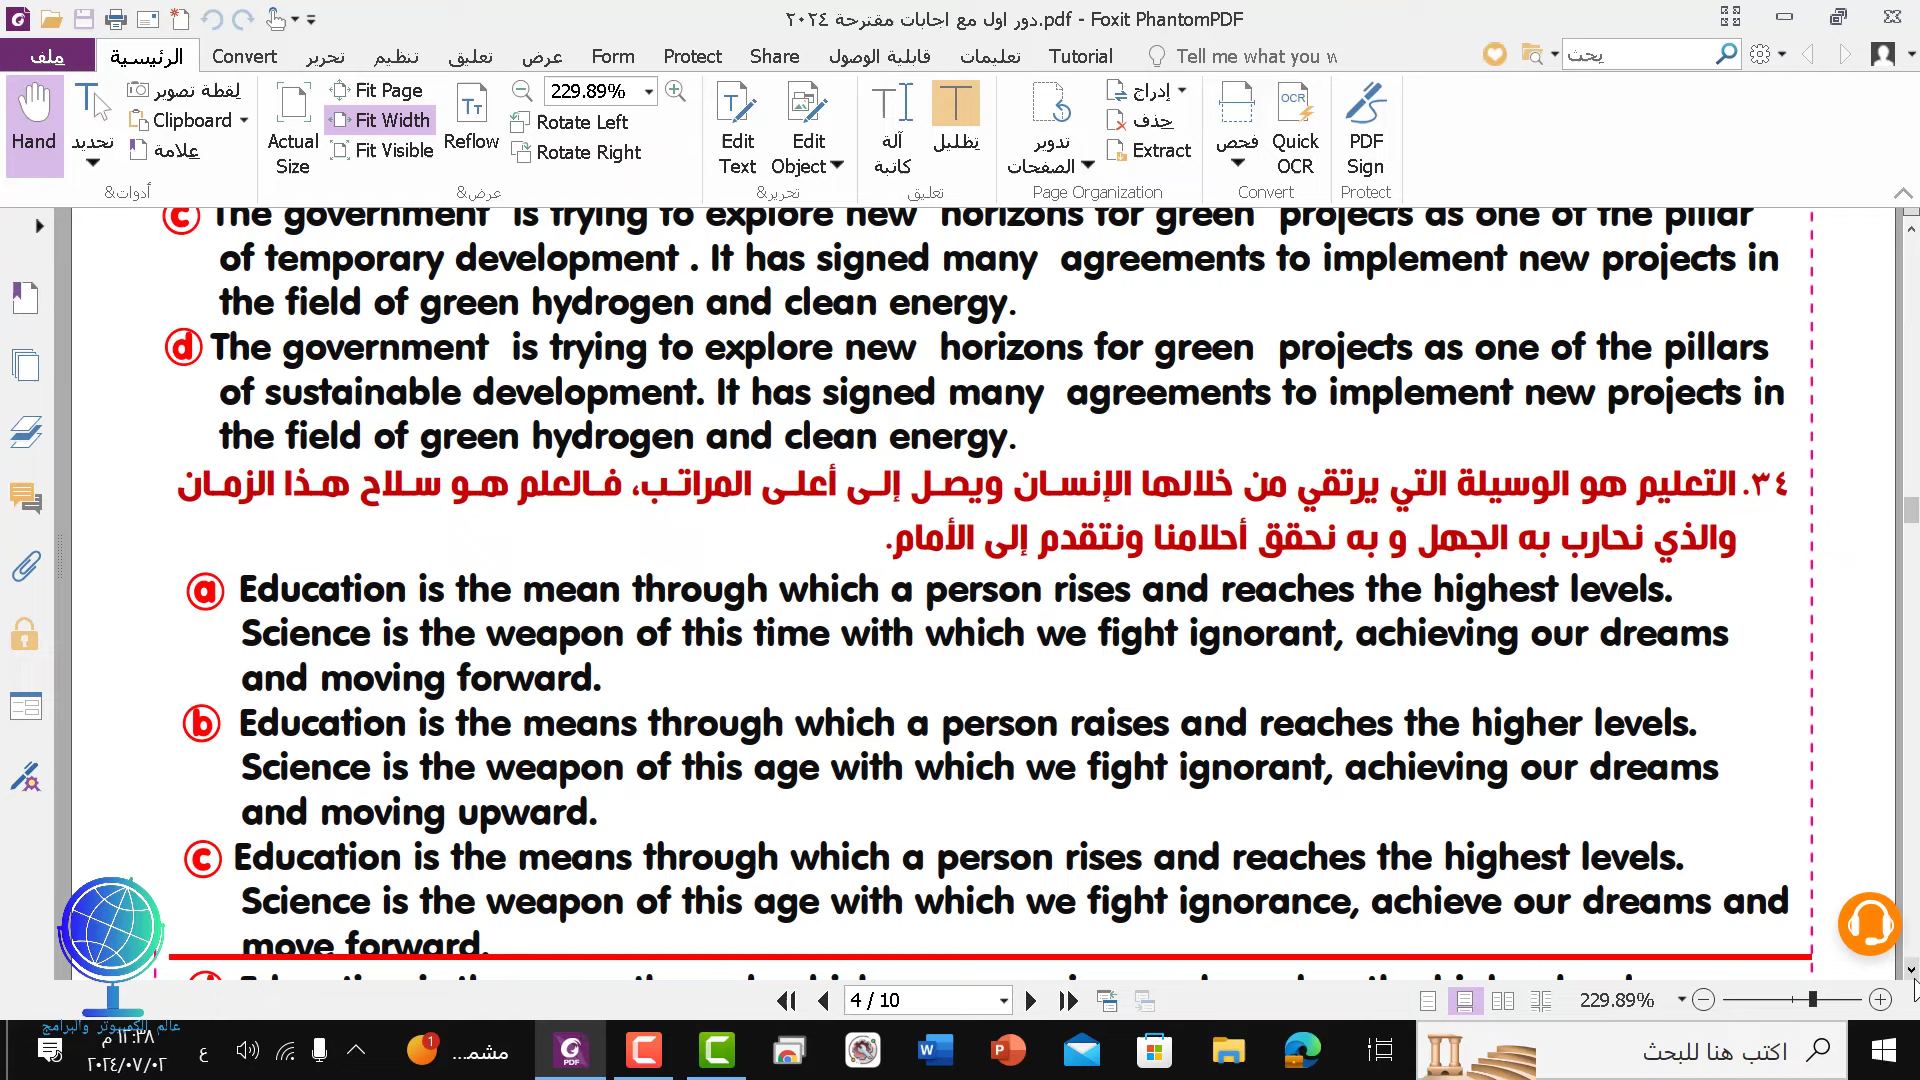 دور اول مع اجابات مقترحة ٢٠٢٤.pdf - Foxit PhantomPDF
ملف الرئيسية Convert تحرير تنظيم تعليق عرض Form Protect Share قابلية الوصول تعليمات Tutorial Tell me what you w يحث
Hand
تحديد
لقطة تصوير
Clipboard
علامة
أدوات&
Actual Size
Fit Page
Fit Width
Fit Visible
Reflow
229.89%
Rotate Left
Rotate Right
عرض&
Edit Text
Edit Object
تحرير&
آلة كاتبة
تظليل
تعليق
تدوير الصفحات
إدراج
حذف
Extract
Page Organization
فحص
OCR
Quick OCR
Convert
PDF Sign
Protect
c The government is trying to explore new horizons for green projects as one of the pillar
of temporary development . It has signed many agreements to implement new projects in
the field of green hydrogen and clean energy.
d The government is trying to explore new horizons for green projects as one of the pillars
of sustainable development. It has signed many agreements to implement new projects in
the field of green hydrogen and clean energy.
٣٤. التعليم هو الوسيلة التي يرتقي من خلالها الإنسان ويصل إلى أعلى المراتب، فالعلم هو سلاح هذا الزمان
والذي نحارب به الجهل و به نحقق أحلامنا ونتقدم إلى الأمام.
a Education is the mean through which a person rises and reaches the highest levels.
Science is the weapon of this time with which we fight ignorant, achieving our dreams
and moving forward.
b Education is the means through which a person raises and reaches the higher levels.
Science is the weapon of this age with which we fight ignorant, achieving our dreams
and moving upward.
c Education is the means through which a person rises and reaches the highest levels.
Science is the weapon of this age with which we fight ignorance, achieve our dreams and
move forward.
4 / 10
229.89%
عالم الكمبيوتر والبرامج
١٢:٣٨ م
٢٠٢٤/٠٧/٠٢
ع
1
مشمـ...
PDF
اكتب هنا للبحث